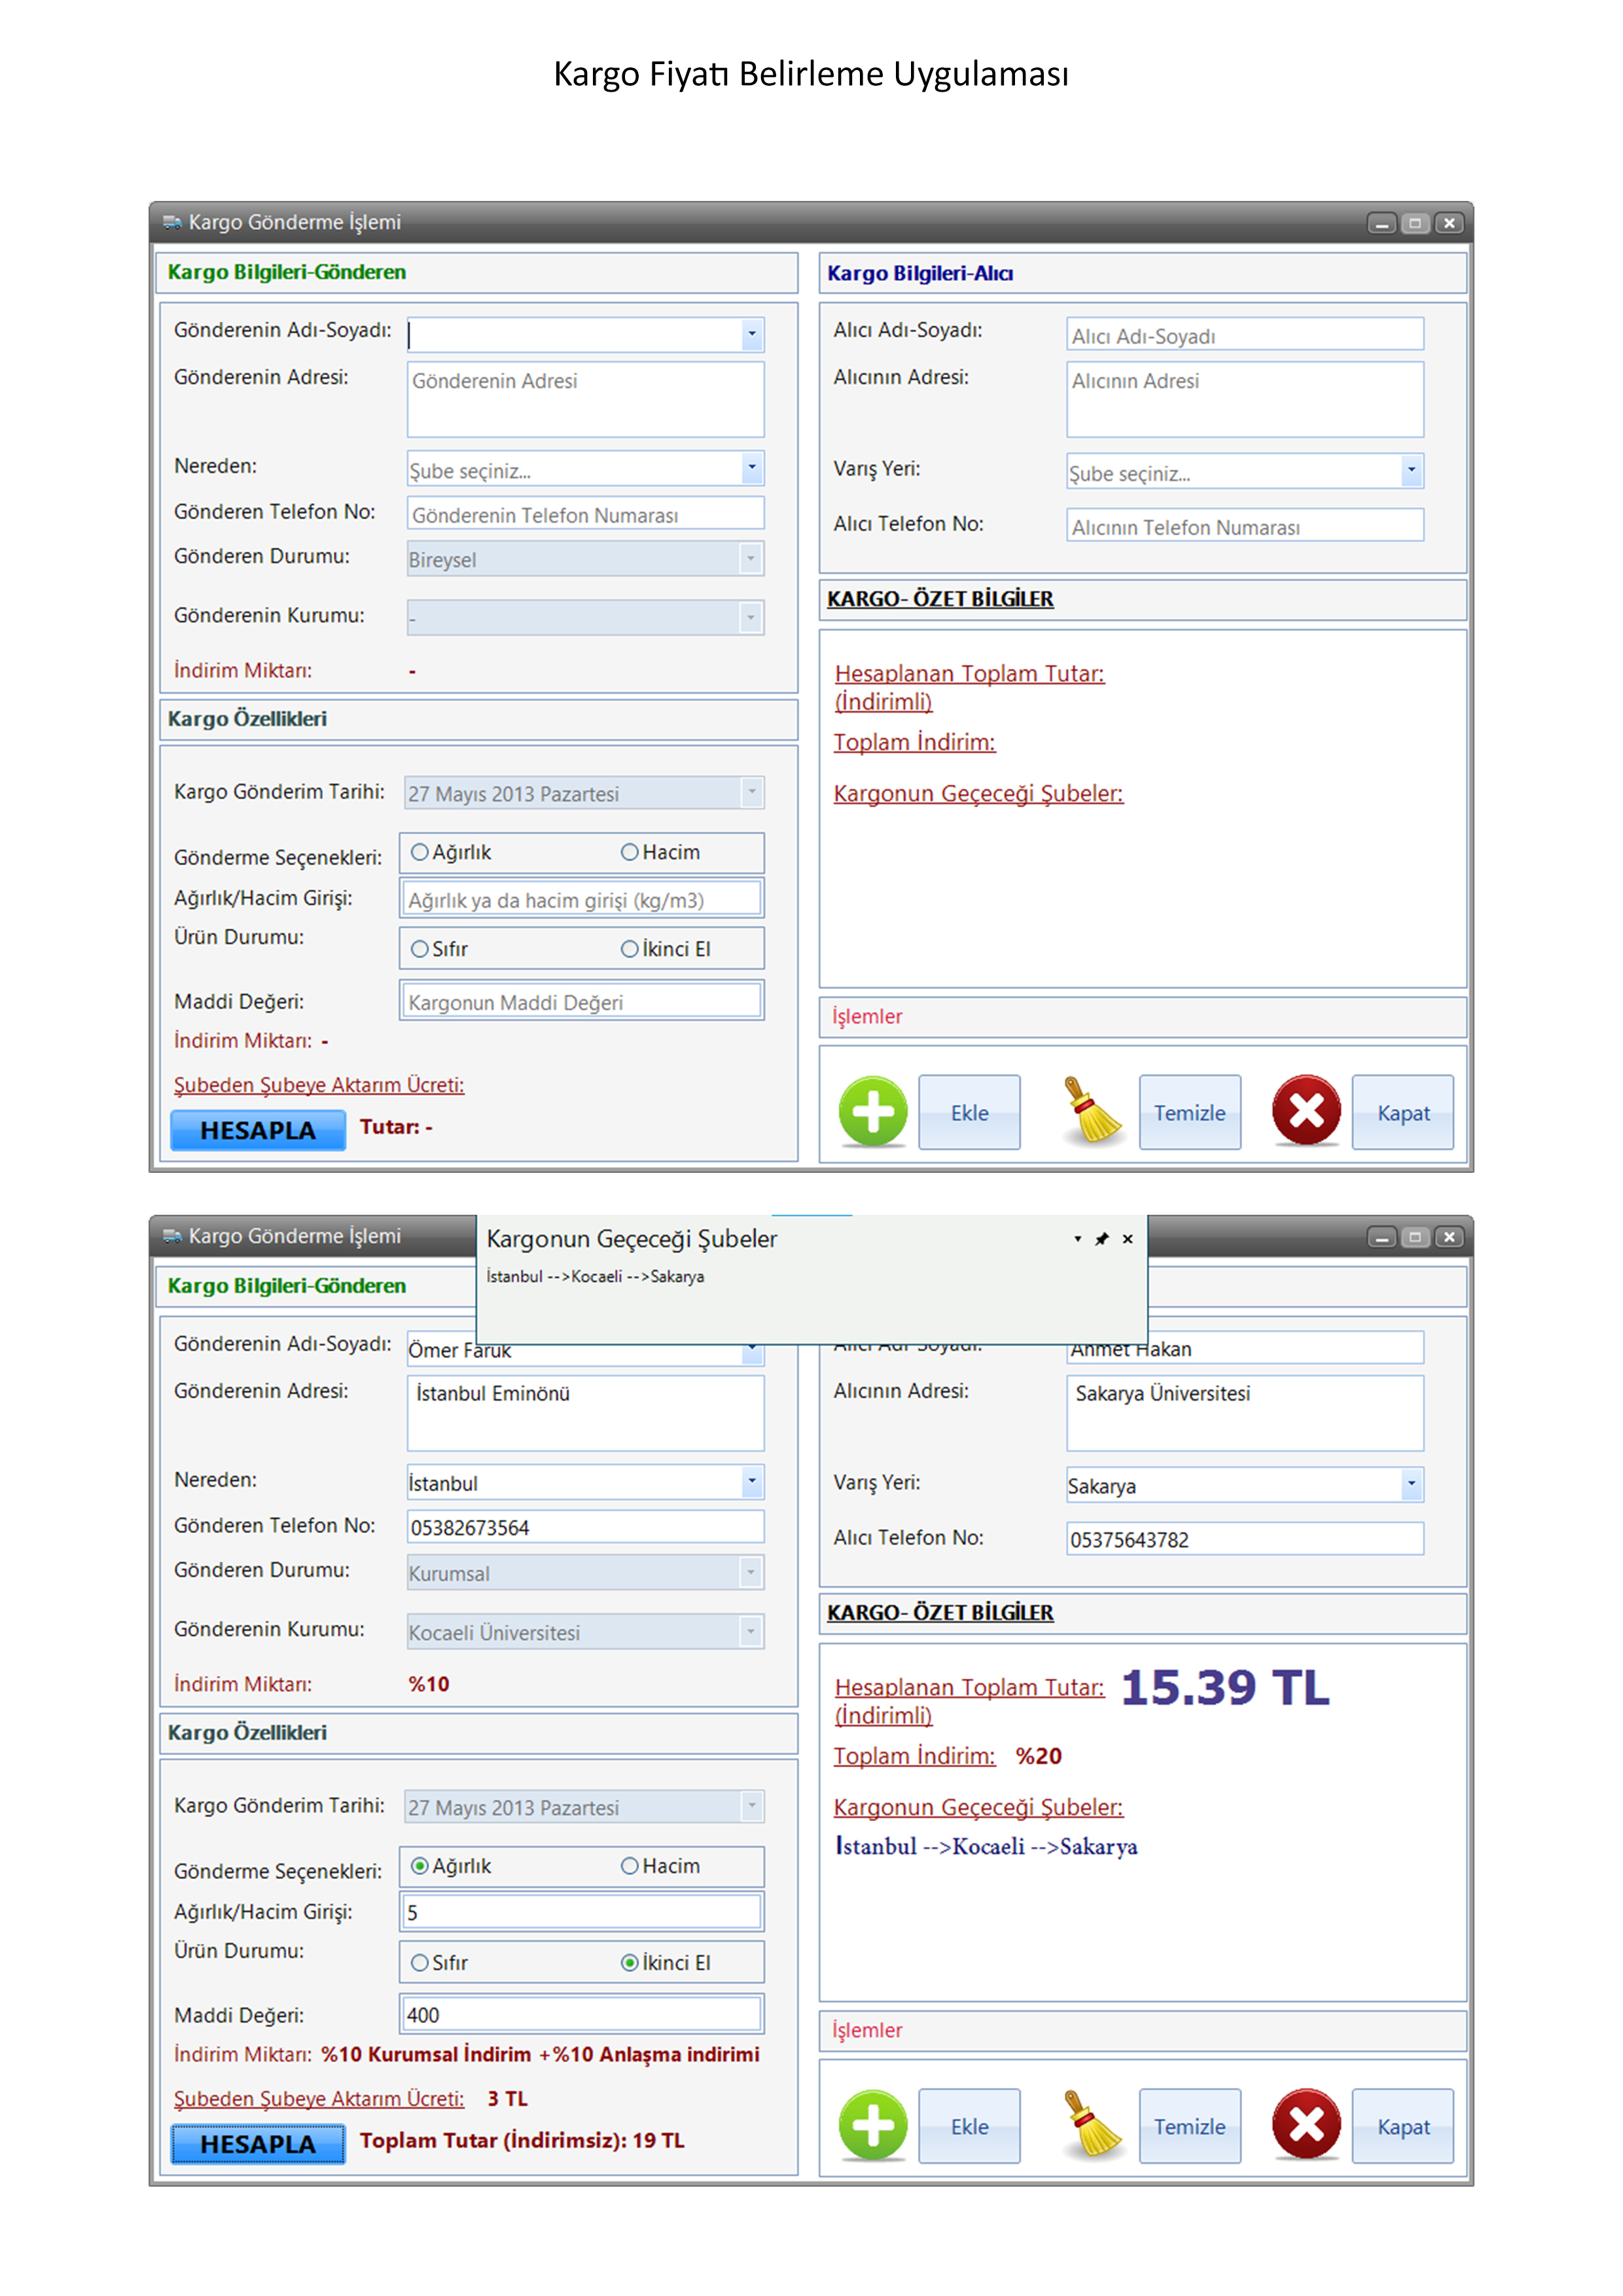 Kargo Fiyatı Belirleme Uygulaması
Kargo Gönderme İşlemi
Kargo Bilgileri-Gönderen
Gönderenin Adı-Soyadı:
Gönderenin Adresi: Gönderenin Adresi
Nereden: Şube seçiniz...
Gönderen Telefon No: Gönderenin Telefon Numarası
Gönderen Durumu: Bireysel
Gönderenin Kurumu: -
İndirim Miktarı: -
Kargo Özellikleri
Kargo Gönderim Tarihi: 27 Mayıs 2013 Pazartesi
Gönderme Seçenekleri: Ağırlık Hacim
Ağırlık/Hacim Girişi: Ağırlık ya da hacim girişi (kg/m3)
Ürün Durumu: Sıfır İkinci El
Maddi Değeri: Kargonun Maddi Değeri
İndirim Miktarı: -
Şubeden Şubeye Aktarım Ücreti:
HESAPLA Tutar: -
Kargo Bilgileri-Alıcı
Alıcı Adı-Soyadı: Alıcı Adı-Soyadı
Alıcının Adresi: Alıcının Adresi
Varış Yeri: Şube seçiniz...
Alıcı Telefon No: Alıcının Telefon Numarası
KARGO- ÖZET BİLGİLER
Hesaplanan Toplam Tutar:
(İndirimli)
Toplam İndirim:
Kargonun Geçeceği Şubeler:
İşlemler
Ekle Temizle Kapat
Kargo Gönderme İşlemi
Kargonun Geçeceği Şubeler
İstanbul -->Kocaeli -->Sakarya
Kargo Bilgileri-Gönderen
Gönderenin Adı-Soyadı: Ömer Faruk
Gönderenin Adresi: İstanbul Eminönü
Nereden: İstanbul
Gönderen Telefon No: 05382673564
Gönderen Durumu: Kurumsal
Gönderenin Kurumu: Kocaeli Üniversitesi
İndirim Miktarı: %10
Kargo Özellikleri
Kargo Gönderim Tarihi: 27 Mayıs 2013 Pazartesi
Gönderme Seçenekleri: Ağırlık Hacim
Ağırlık/Hacim Girişi: 5
Ürün Durumu: Sıfır İkinci El
Maddi Değeri: 400
İndirim Miktarı: %10 Kurumsal İndirim +%10 Anlaşma indirimi
Şubeden Şubeye Aktarım Ücreti: 3 TL
HESAPLA Toplam Tutar (İndirimsiz): 19 TL
Alıcı Adı-Soyadı: Ahmet Hakan
Alıcının Adresi: Sakarya Üniversitesi
Varış Yeri: Sakarya
Alıcı Telefon No: 05375643782
KARGO- ÖZET BİLGİLER
Hesaplanan Toplam Tutar: 15.39 TL
(İndirimli)
Toplam İndirim: %20
Kargonun Geçeceği Şubeler:
İstanbul -->Kocaeli -->Sakarya
İşlemler
Ekle Temizle Kapat